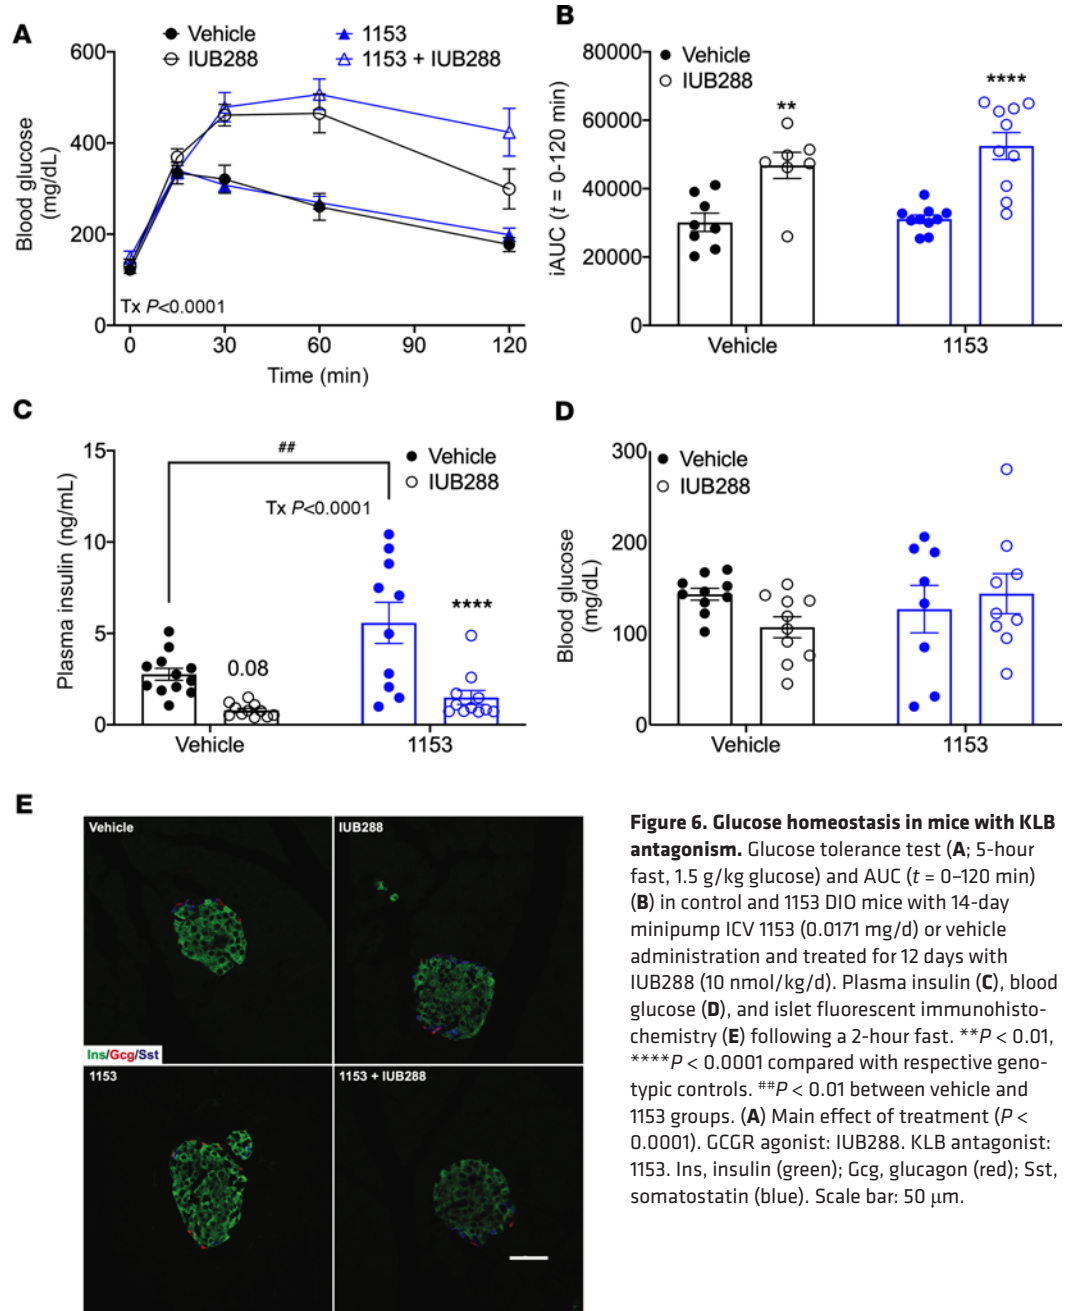 A
Vehicle
IUB288
1153
1153 + IUB288
600
400
200
0
Blood glucose
(mg/dL)
Tx P<0.0001
0
30
60
90
120
Time (min)
B
Vehicle
IUB288
80000
60000
40000
20000
0
iAUC (t = 0-120 min)
**
****
Vehicle
1153
C
15
10
5
0
Plasma insulin (ng/mL)
##
Vehicle
IUB288
Tx P<0.0001
0.08
****
Vehicle
1153
D
300
200
100
0
Blood glucose
(mg/dL)
Vehicle
IUB288
Vehicle
1153
E
Vehicle
IUB288
Ins/Gcg/Sst
1153
1153 + IUB288
Figure 6. Glucose homeostasis in mice with KLB
antagonism. Glucose tolerance test (A; 5-hour
fast, 1.5 g/kg glucose) and AUC (t = 0–120 min)
(B) in control and 1153 DIO mice with 14-day
minipump ICV 1153 (0.0171 mg/d) or vehicle
administration and treated for 12 days with
IUB288 (10 nmol/kg/d). Plasma insulin (C), blood
glucose (D), and islet fluorescent immunohisto-
chemistry (E) following a 2-hour fast. **P < 0.01,
****P < 0.0001 compared with respective geno-
typic controls. ##P < 0.01 between vehicle and
1153 groups. (A) Main effect of treatment (P <
0.0001). GCGR agonist: IUB288. KLB antagonist:
1153. Ins, insulin (green); Gcg, glucagon (red); Sst,
somatostatin (blue). Scale bar: 50 μm.